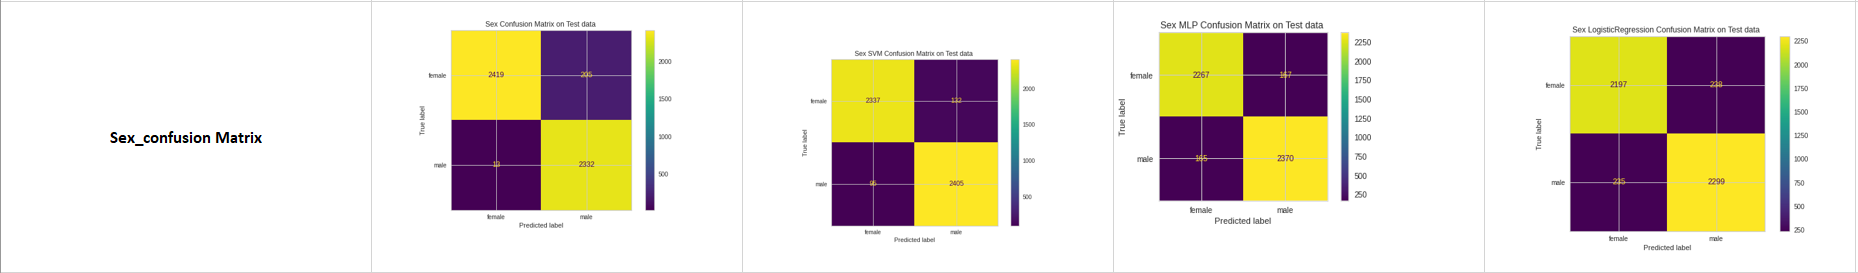 Sex_confusion Matrix
Sex Confusion Matrix on Test data
True label
female
male
2419
205
13
2332
female
male
Predicted label
2000
1500
1000
500
Sex SVM Confusion Matrix on Test data
True label
female
male
2337
132
95
2405
female
male
Predicted label
2000
1500
1000
500
Sex MLP Confusion Matrix on Test data
True label
female
male
2267
167
165
2370
female
male
Predicted label
2250
2000
1750
1500
1250
1000
750
500
250
Sex LogisticRegression Confusion Matrix on Test data
True label
female
male
2197
238
235
2299
female
male
Predicted label
2250
2000
1750
1500
1250
1000
750
500
250